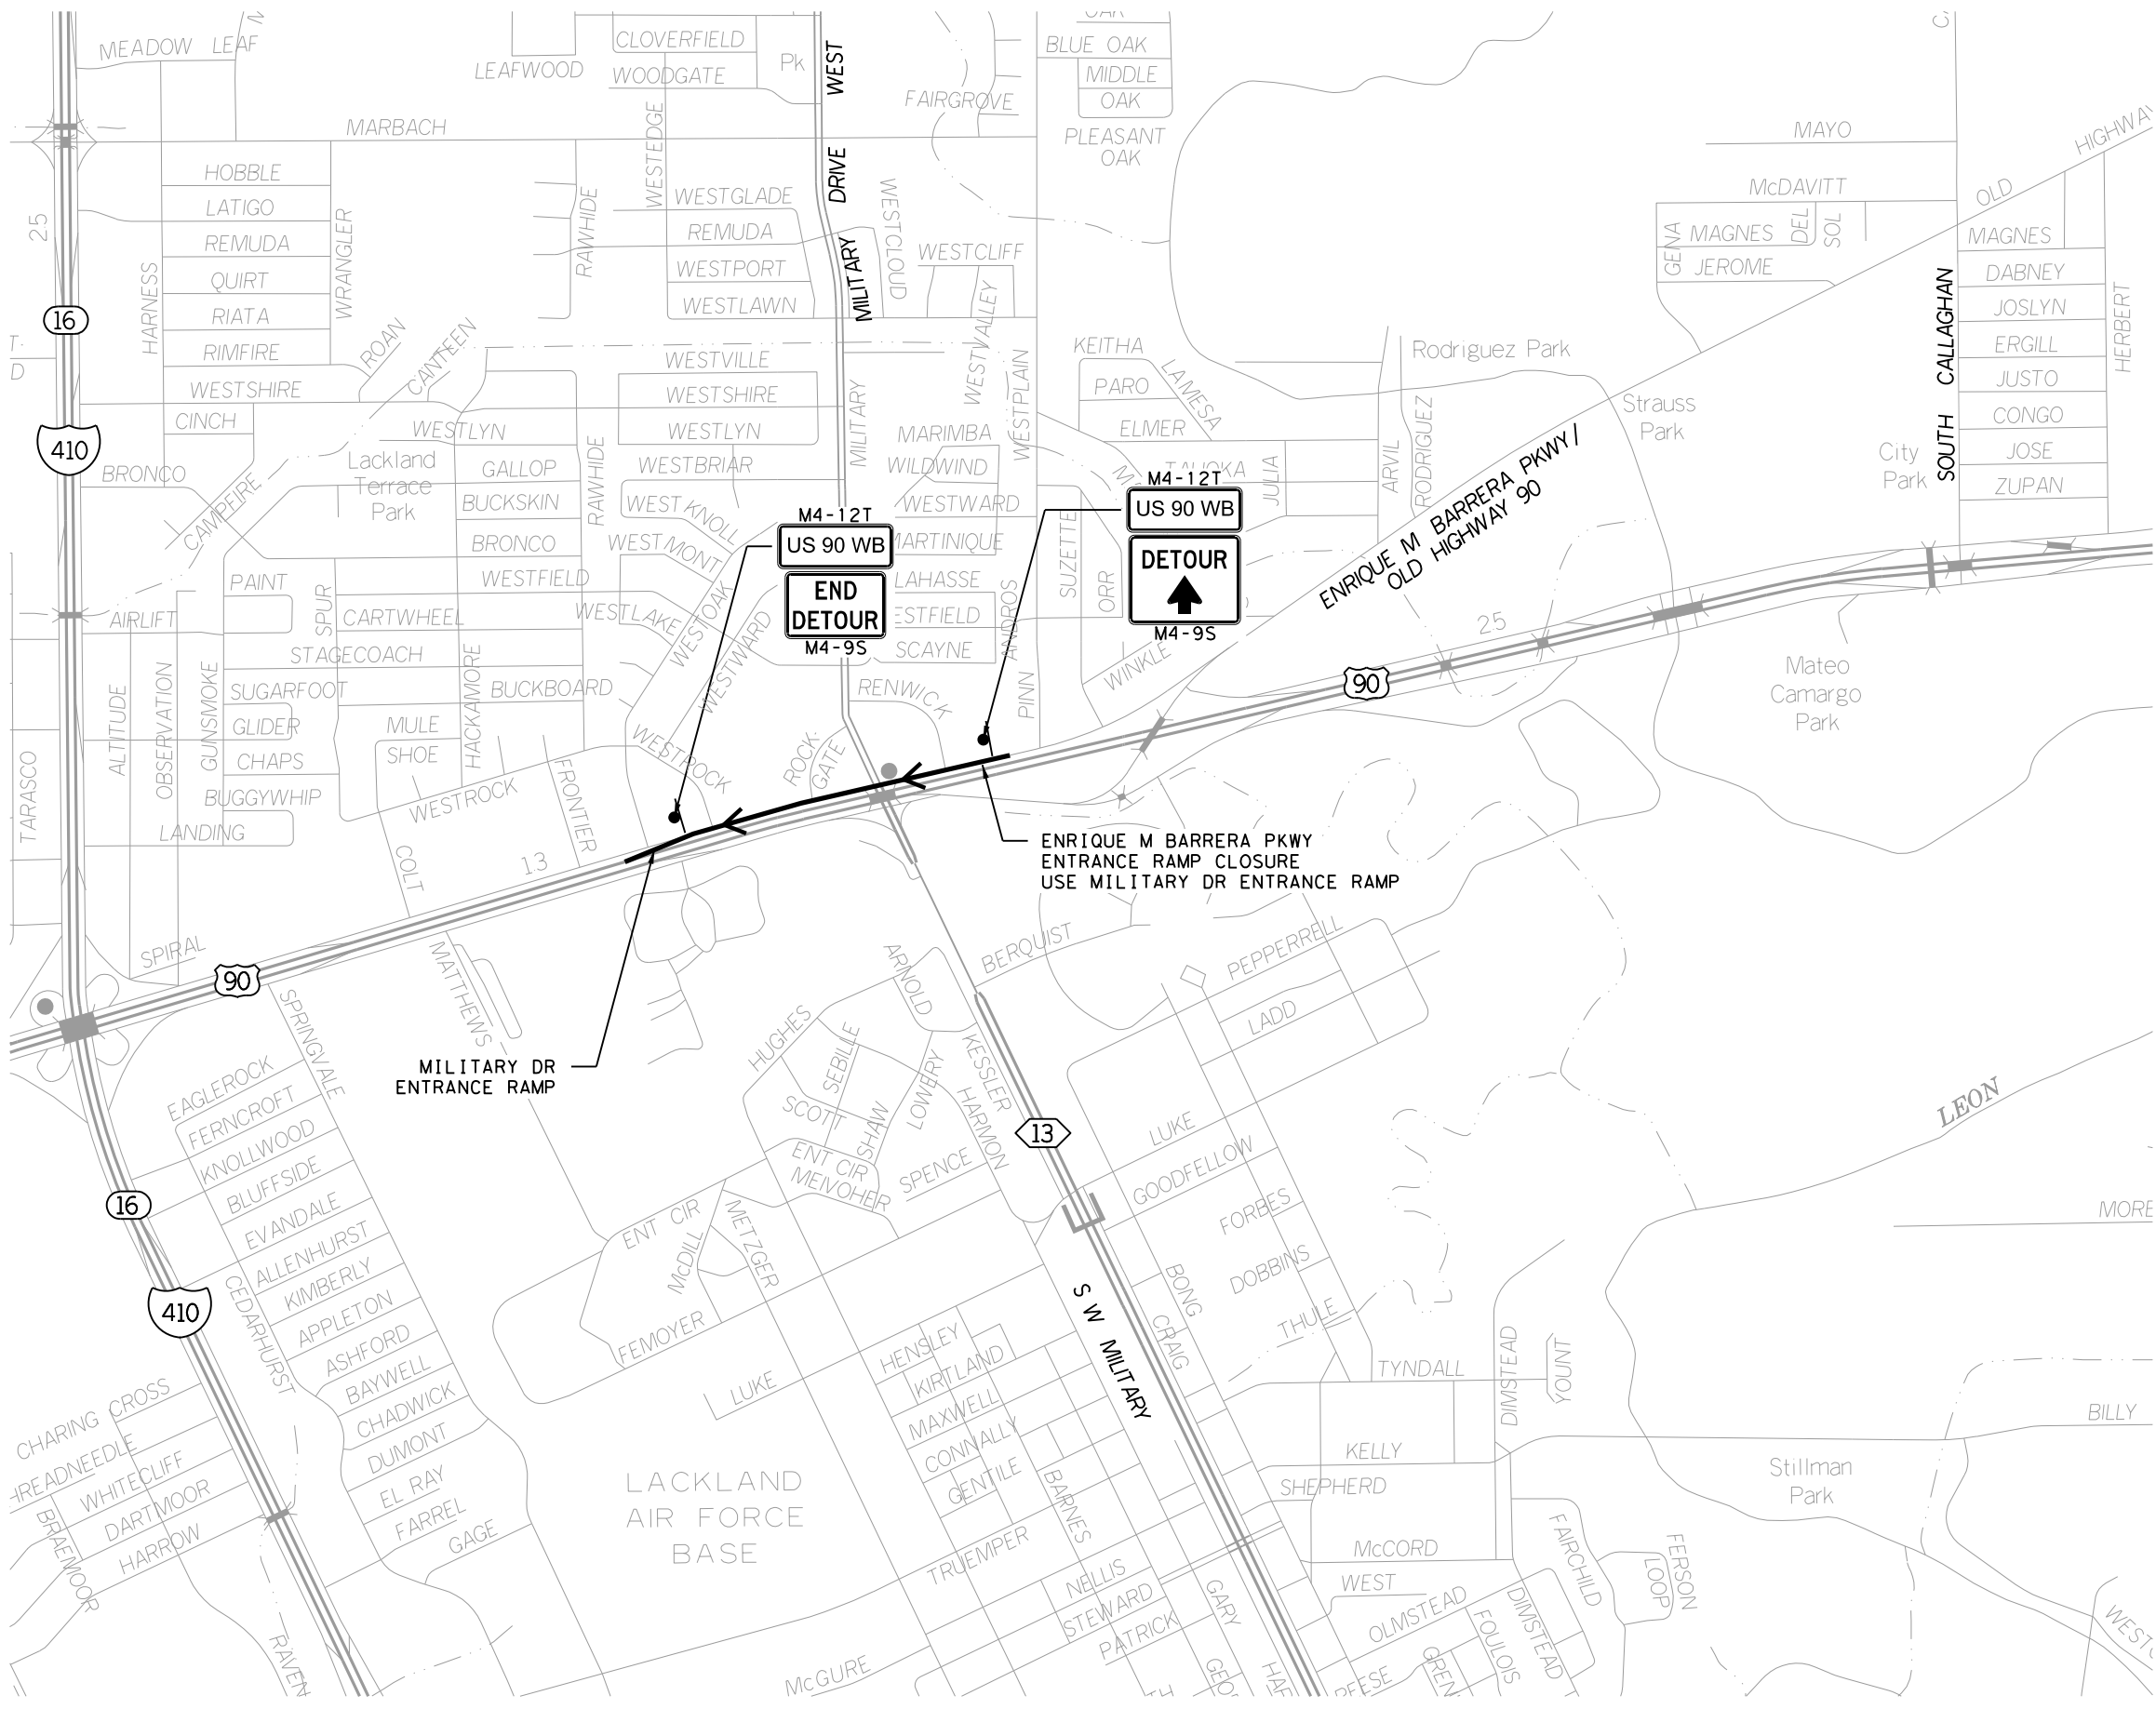 MEADOW LEAF
LEAFWOOD
CLOVERFIELD
WOODGATE
Pk
WEST
BLUE OAK
MIDDLE
OAK
FAIRGROVE
PLEASANT
OAK
MARBACH
MAYO
HIGHWAY
OLD
McDAVITT
HOBBLE
LATIGO
REMUDA
QUIRT
RIATA
RIMFIRE
WESTSHIRE
CINCH
25
HARNESS
WRANGLER
RAWHIDE
ROAN
CANTEEN
WESTEDGE
WESTGLADE
REMUDA
WESTPORT
WESTLAWN
DRIVE
MILITARY
WESTCLOUD
WESTCLIFF
WESTVALLEY
WESTPLAIN
GENA
MAGNES
JEROME
DEL
SOL
SOUTH CALLAGHAN
MAGNES
DABNEY
JOSLYN
ERGILL
JUSTO
CONGO
JOSE
ZUPAN
HERBERT
16
410
WESTVILLE
WESTSHIRE
WESTLYN
WESTBRIAR
MILITARY
KEITHA
PARO
LAMESA
ELMER
Rodriguez Park
Strauss
Park
City
Park
BRONCO
CAMPFIRE
WESTLYN
Lackland
Terrace
Park
GALLOP
BUCKSKIN
BRONCO
WESTFIELD
RAWHIDE
WEST KNOLL
WESTMONT
WESTLAKE
WESTOAK
WESTWARD
MARIMBA
WILDWIND
WESTWARD
MARTINIQUE
LAHASSE
ESTFIELD
SCAYNE
ANDROS
SUZETTE
ORR
TAHOKA
JULIA
ARVIL
RODRIGUEZ
M4-12T
US 90 WB
END
DETOUR
M4-9S
M4-12T
US 90 WB
DETOUR
M4-9S
ENRIQUE M BARRERA PKWY/
OLD HIGHWAY 90
PAINT
SPUR
CARTWHEEL
STAGECOACH
AIRLIFT
SUGARFOOT
GLIDER
CHAPS
BUGGYWHIP
LANDING
ALTITUDE
OBSERVATION
GUNSMOKE
TARASCO
BUCKBOARD
HACKAMORE
MULE
SHOE
WESTROCK
FRONTIER
WESTROCK
ROCK-
GATE
RENWICK
PINN
WINKLE
25
90
Mateo
Camargo
Park
13
COLT
ENRIQUE M BARRERA PKWY
ENTRANCE RAMP CLOSURE
USE MILITARY DR ENTRANCE RAMP
SPIRAL
90
MATTHEWS
SPRINGVALE
MILITARY DR
ENTRANCE RAMP
ARNOLD
BERQUIST
PEPPERRELL
LADD
HUGHES
SEBILLE
SCOTT
SHAW
LOWERY
KESSLER
HARMON
ENT CIR
MEIVOHER
SPENCE
13
LUKE
GOODFELLOW
LEON
EAGLEROCK
FERNCROFT
KNOLLWOOD
BLUFFSIDE
EVANDALE
ALLENHURST
KIMBERLY
APPLETON
ASHFORD
BAYWELL
CHADWICK
DUMONT
EL RAY
FARREL
GAGE
CEDARHURST
16
410
ENT CIR
McDILL
METZGER
FEMOYER
LUKE
FORBES
DOBBINS
THULE
BONG
CRAIG
S W MILITARY
MORE
HENSLEY
KIRTLAND
MAXWELL
CONNALLY
GENTILE
BARNES
TYNDALL
DIMSTEAD
YOUNT
BILLY
KELLY
SHEPHERD
Stillman
Park
CHARING CROSS
HREADNEEDLE
WHITECLIFF
DARTMOOR
HARROW
BRAEMOOR
RAVEN
LACKLAND
AIR FORCE
BASE
TRUEMPER
NELLIS
STEWARD
PATRICK
GARY
McGURE
McCORD
WEST
OLMSTEAD
FOULOIS
DIMSTEAD
FAIRCHILD
FERSON
LOOP
REESE
GREN
GEO